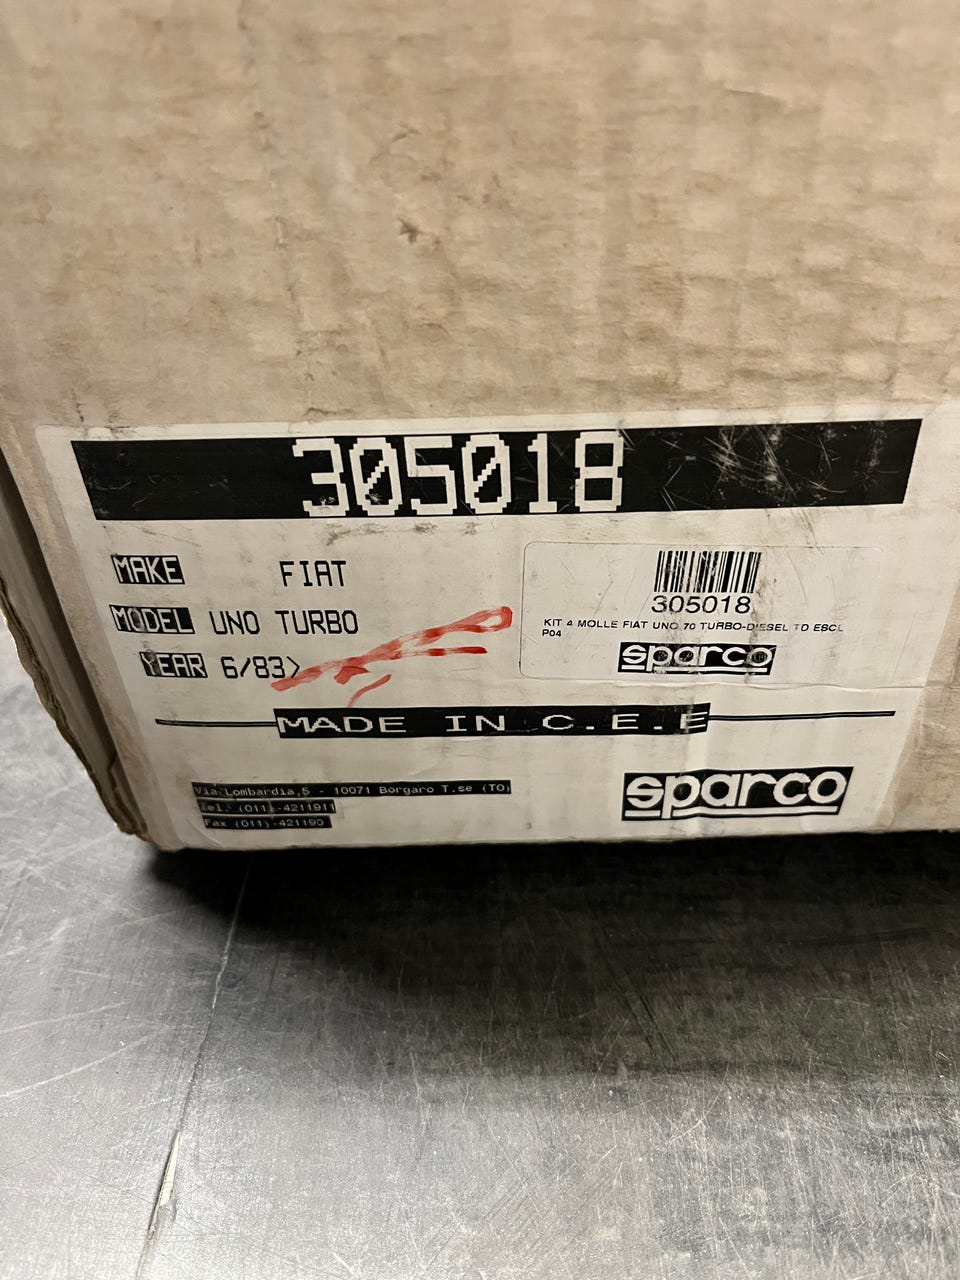 305018
MAKE FIAT
MODEL UNO TURBO
YEAR 6/83>
305018
KIT 4 MOLLE FIAT UNO 70 TURBO-DIESEL TD ESCL
P04
sparco
MADE IN C.E.E
Via Lombardia,5 - 10071 Borgaro T.se (TO)
Tel. (011)-4211911
Fax (011)-421190
sparco